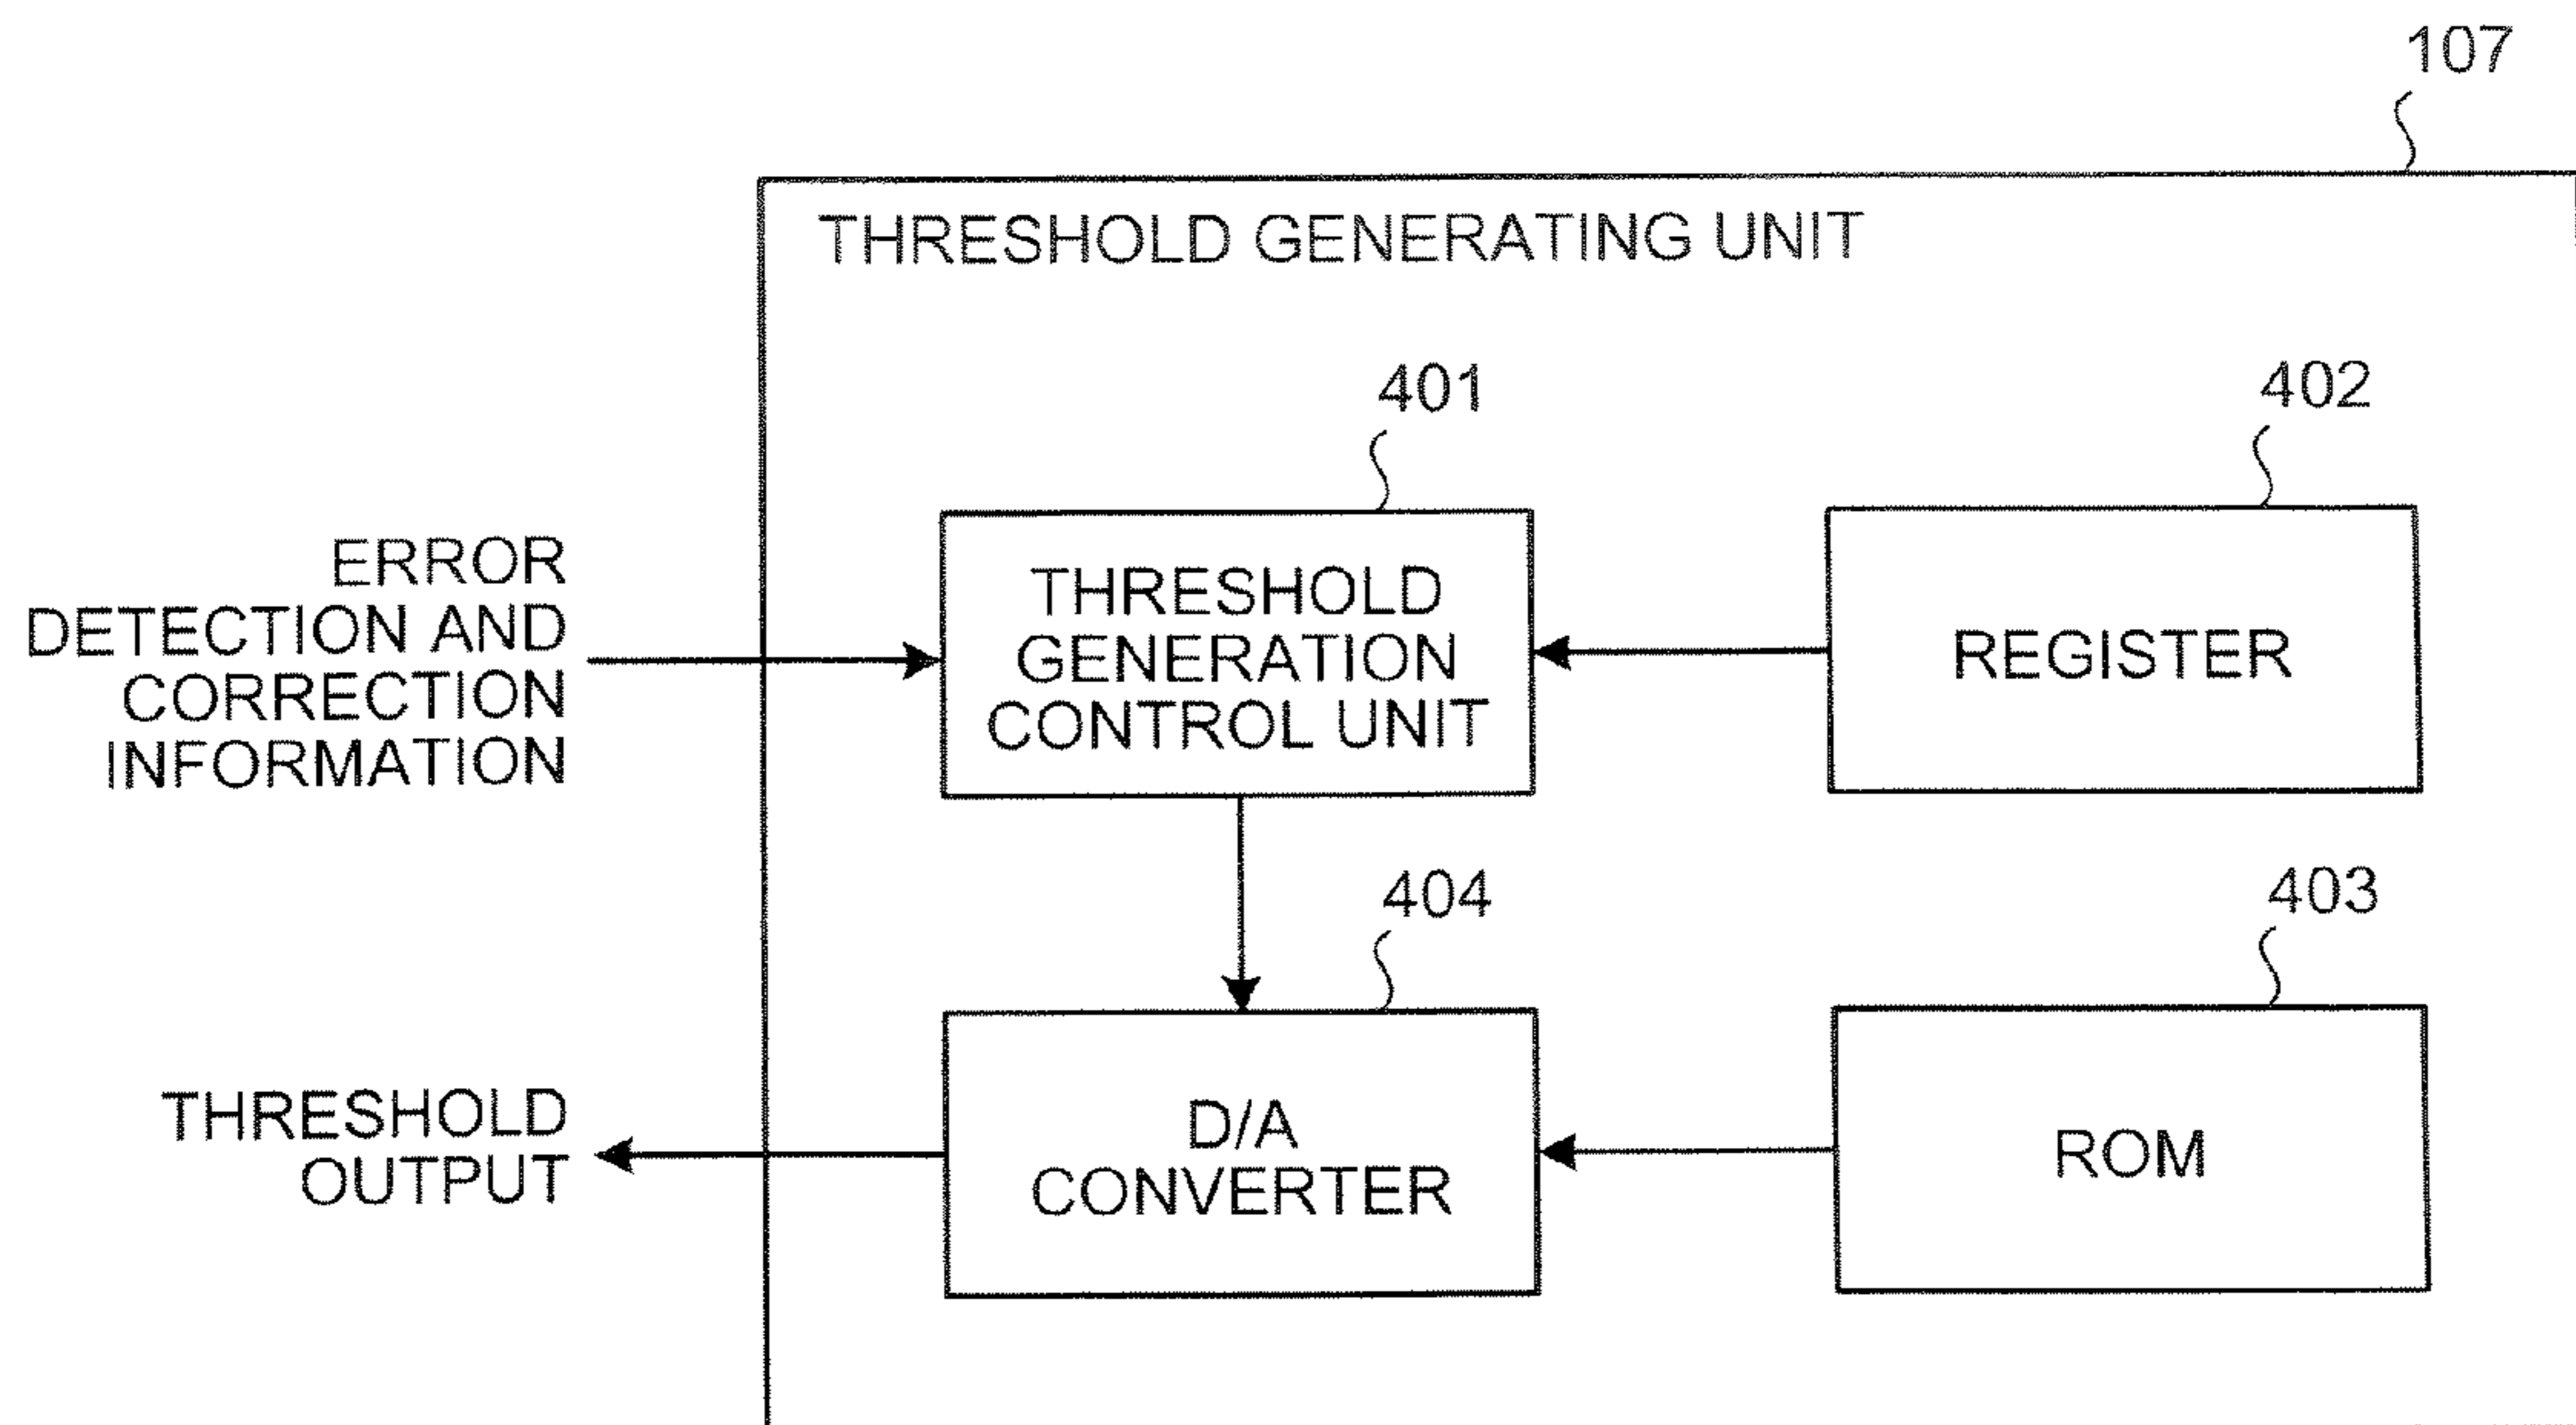 107
THRESHOLD GENERATING UNIT
401
402
ERROR
DETECTION AND
CORRECTION
INFORMATION
THRESHOLD
GENERATION
CONTROL UNIT
REGISTER
404
403
THRESHOLD
OUTPUT
D/A
CONVERTER
ROM